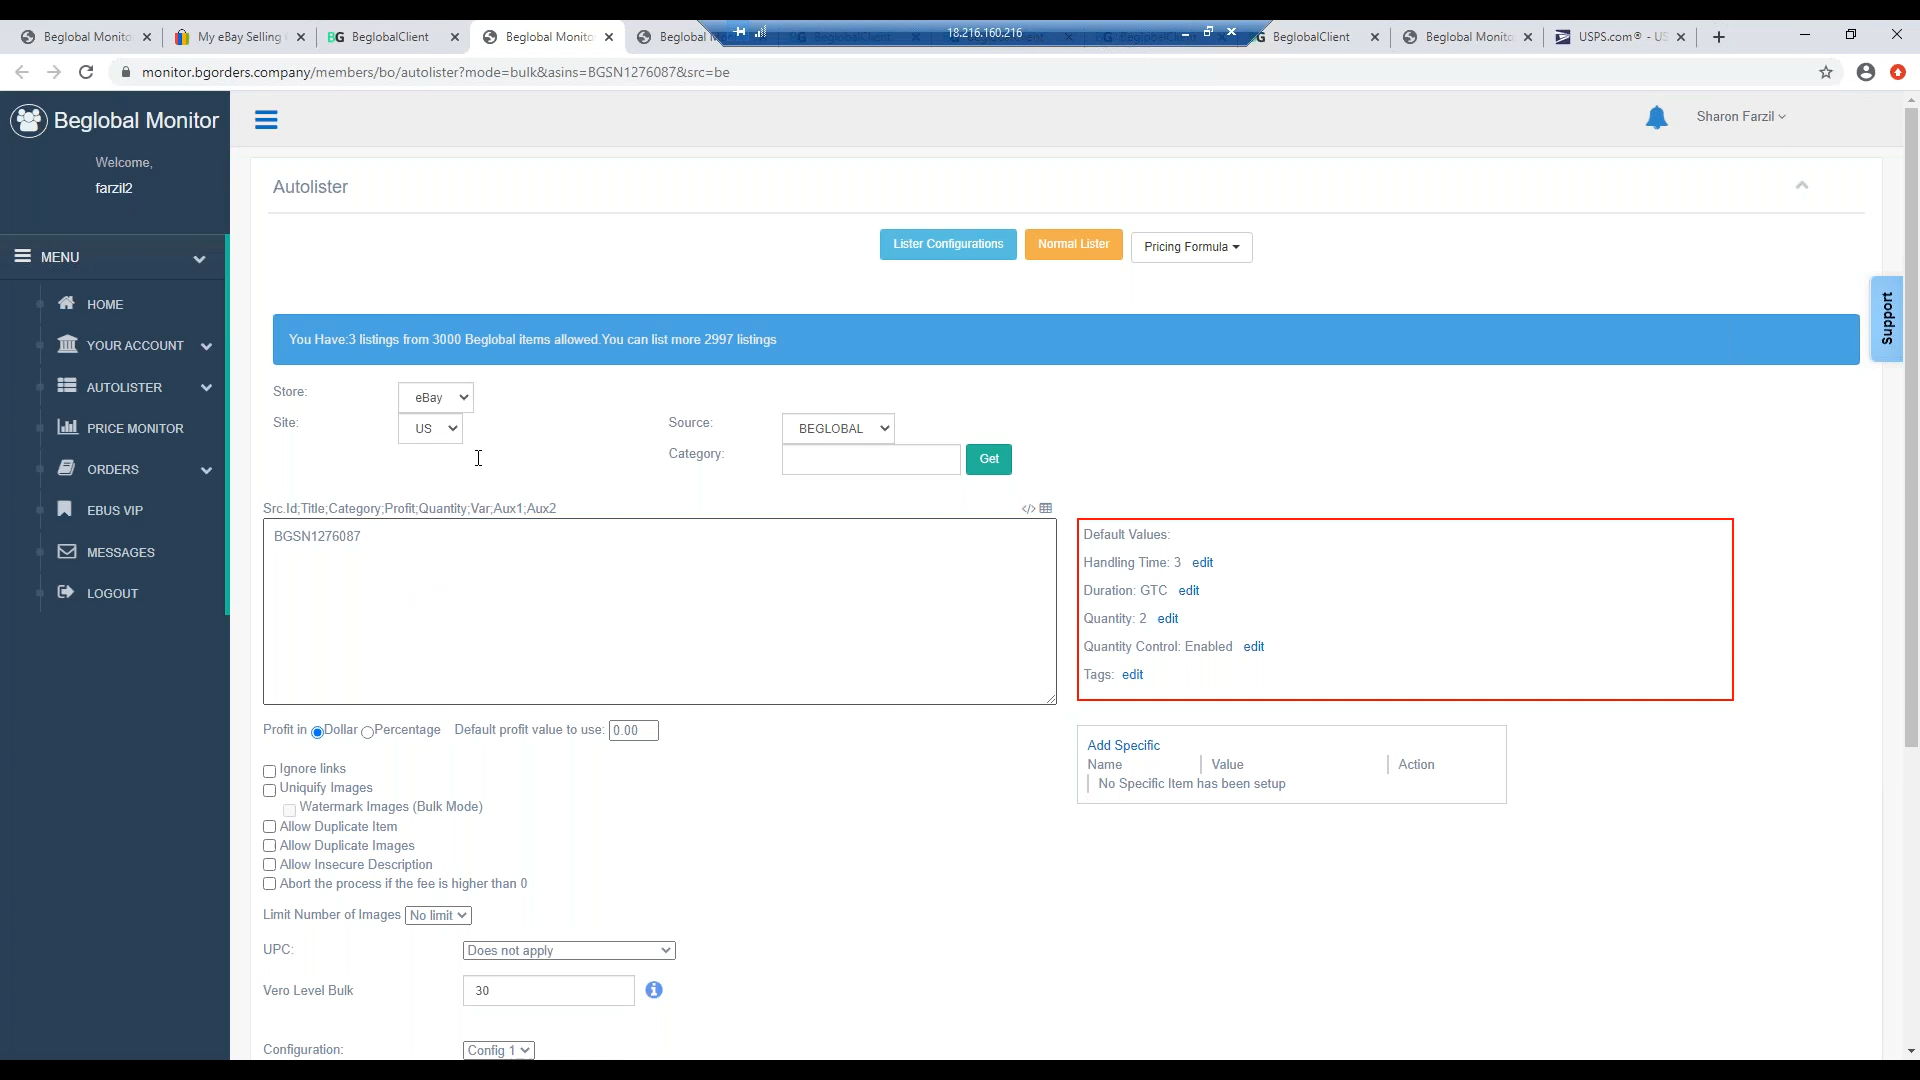 Beglobal Monito
My eBay Selling
BeglobalClient
Beglobal Monito
Beglobal
18.216.160.216
BeglobalClient
Beglobal Monito
USPS.com® - US
monitor.bgorders.company/members/bo/autolister?mode=bulk&asins=BGSN1276087&src=be
Beglobal Monitor
Welcome,
farzil2
Sharon Farzil
MENU
HOME
YOUR ACCOUNT
AUTOLISTER
PRICE MONITOR
ORDERS
EBUS VIP
MESSAGES
LOGOUT
Autolister
Lister Configurations
Normal Lister
Pricing Formula
Support
You Have:3 listings from 3000 Beglobal items allowed.You can list more 2997 listings
Store: eBay
Site: US
Source: BEGLOBAL
Category: Get
Src.Id;Title;Category;Profit;Quantity;Var;Aux1;Aux2
BGSN1276087
Default Values:
Handling Time: 3 edit
Duration: GTC edit
Quantity: 2 edit
Quantity Control: Enabled edit
Tags: edit
Profit in Dollar Percentage Default profit value to use: 0.00
Add Specific
Name Value Action
No Specific Item has been setup
Ignore links
Uniquify Images
Watermark Images (Bulk Mode)
Allow Duplicate Item
Allow Duplicate Images
Allow Insecure Description
Abort the process if the fee is higher than 0
Limit Number of Images No limit
UPC: Does not apply
Vero Level Bulk 30
Configuration: Config 1